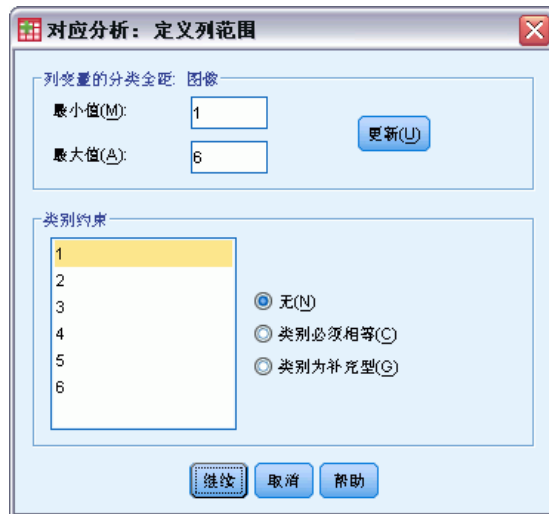 对应分析：定义列范围
列变量的分类全距: 图像
最小值(M):
1
最大值(A):
6
更新(U)
类别约束
1
2
3
4
5
6
无(N)
类别必须相等(C)
类别为补充型(G)
继续
取消
帮助